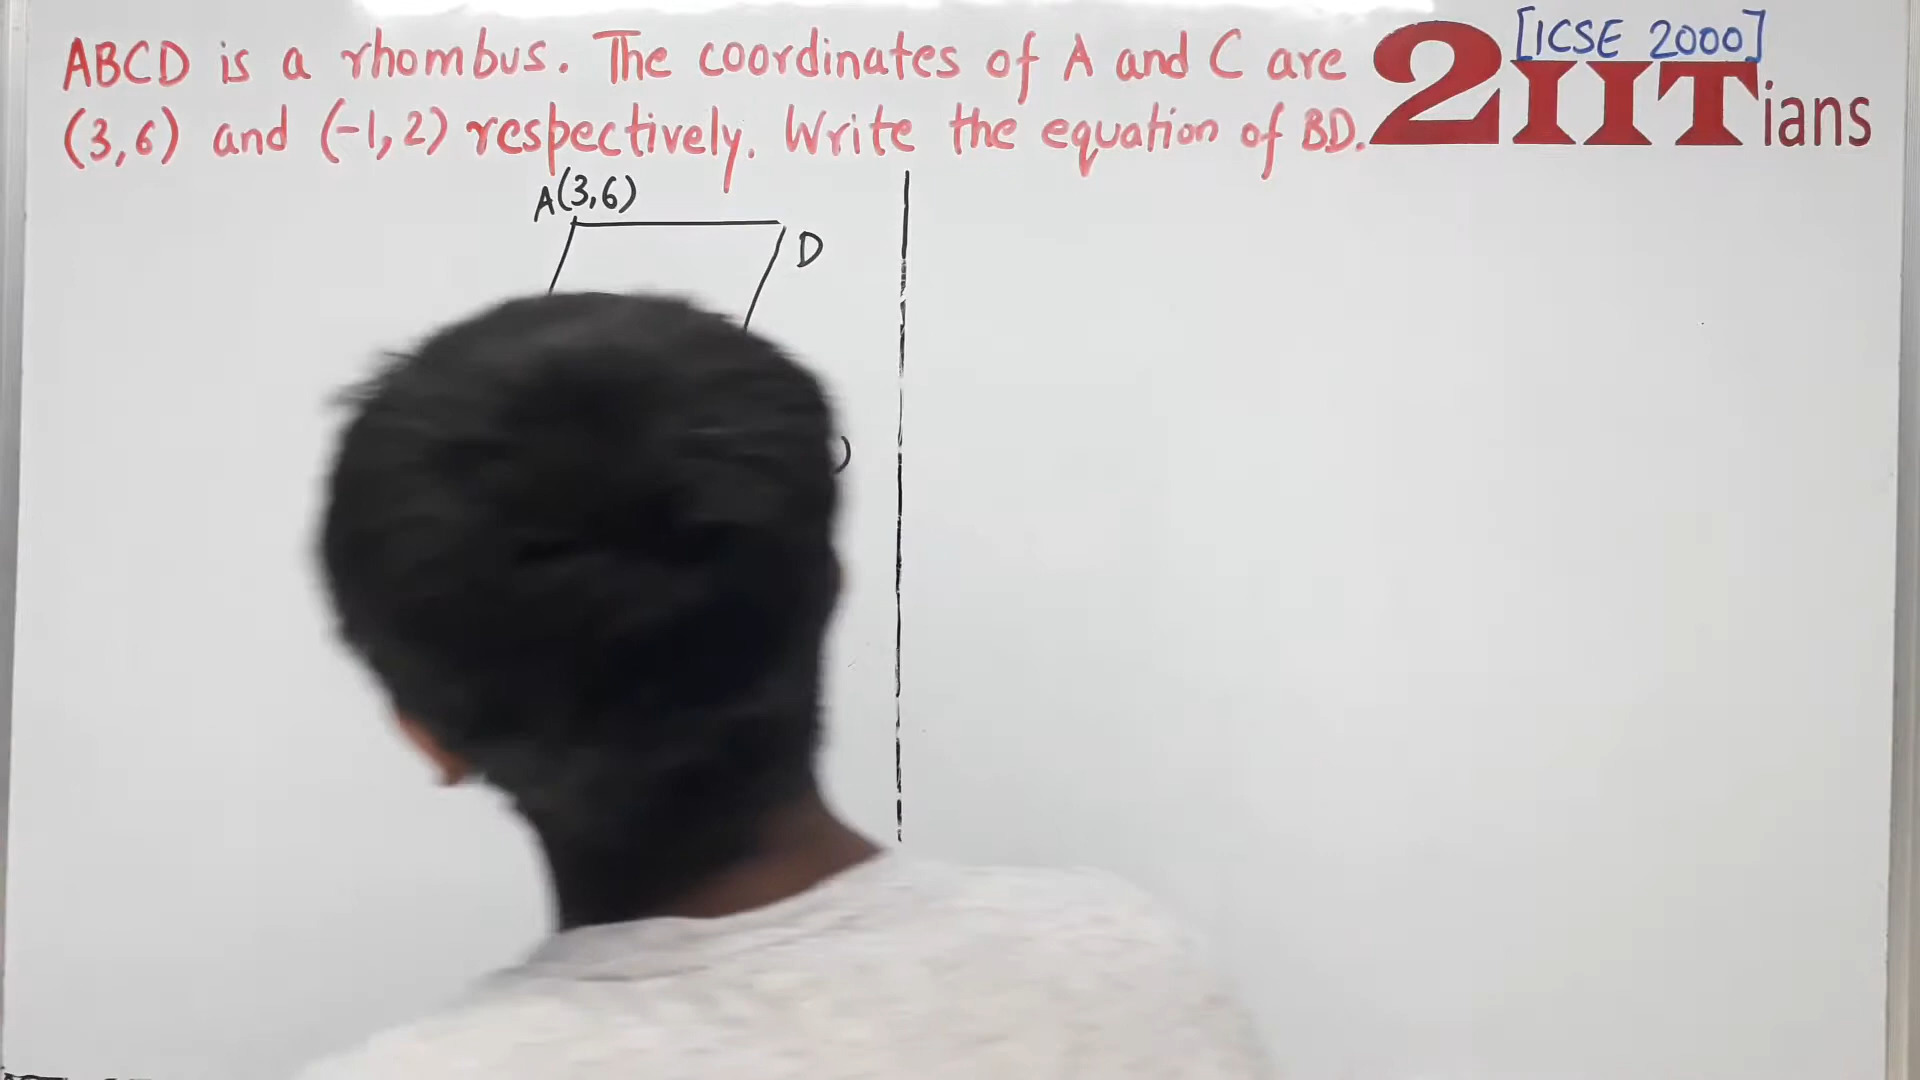 ABCD is a rhombus. The coordinates of A and C are
(3,6) and (-1,2) respectively. Write the equation of BD.
[ICSE 2000]
2IITians
A(3,6)
D
)